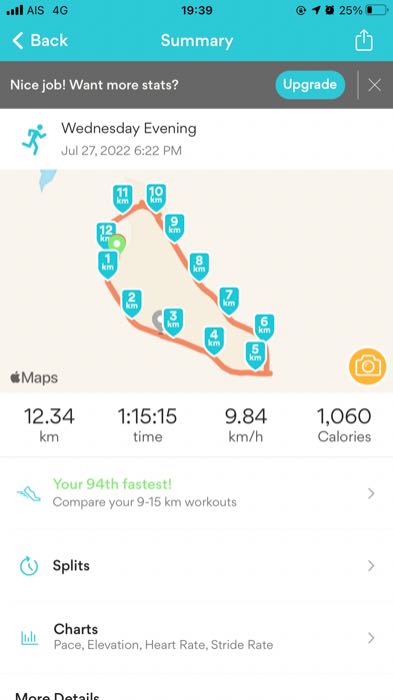 AIS 4G 19:39 25%
Back Summary
Nice job! Want more stats? Upgrade
Wednesday Evening
Jul 27, 2022 6:22 PM
11 km
10 km
9 km
12 km
8 km
1 km
7 km
2 km
3 km
6 km
4 km
5 km
Maps
12.34 1:15:15 9.84 1,060
km time km/h Calories
Your 94th fastest!
Compare your 9-15 km workouts
Splits
Charts
Pace, Elevation, Heart Rate, Stride Rate
More Details